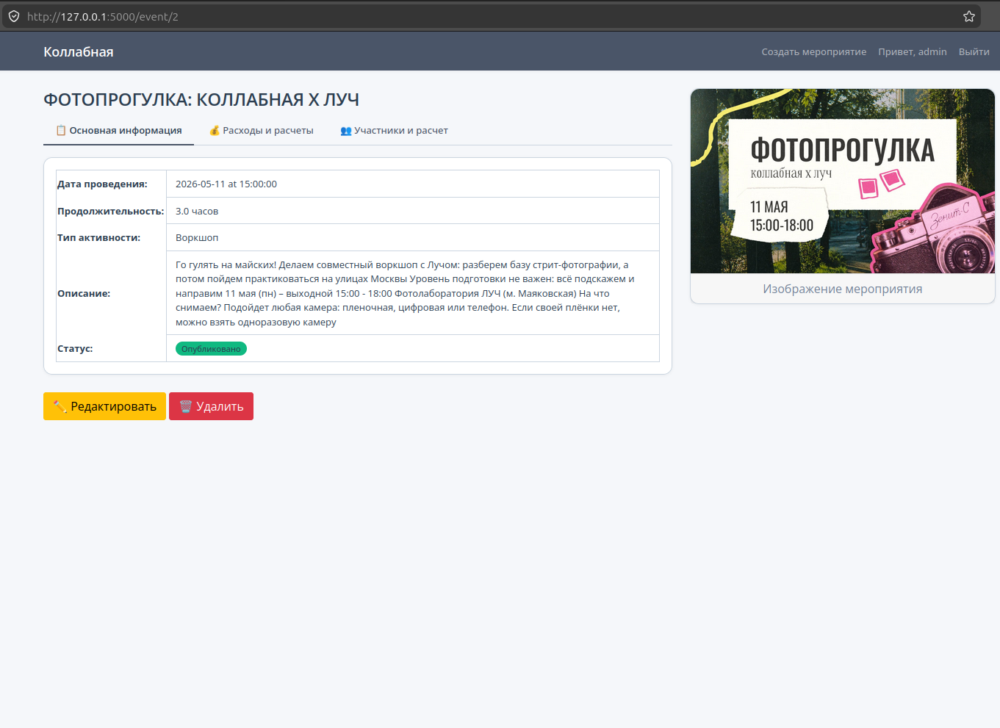 http://127.0.0.1:5000/event/2
Коллабная
Создать мероприятие Привет, admin Выйти
ФОТОПРОГУЛКА: КОЛЛАБНАЯ Х ЛУЧ
📋 Основная информация 💰 Расходы и расчеты 👥 Участники и расчет
Дата проведения: 2026-05-11 at 15:00:00
Продолжительность: 3.0 часов
Тип активности: Воркшоп
Описание:
Го гулять на майских! Делаем совместный воркшоп с Лучом: разберем базу стрит-фотографии, а
потом пойдем практиковаться на улицах Москвы Уровень подготовки не важен: всё подскажем и
направим 11 мая (пн) – выходной 15:00 - 18:00 Фотолаборатория ЛУЧ (м. Маяковская) На что
снимаем? Подойдет любая камера: пленочная, цифровая или телефон. Если своей плёнки нет,
можно взять одноразовую камеру
Статус: Опубликовано
✏️ Редактировать 🗑️ Удалить
ФОТОПРОГУЛКА
коллабная х луч
11 МАЯ
15:00-18:00
Зенит-С
Изображение мероприятия